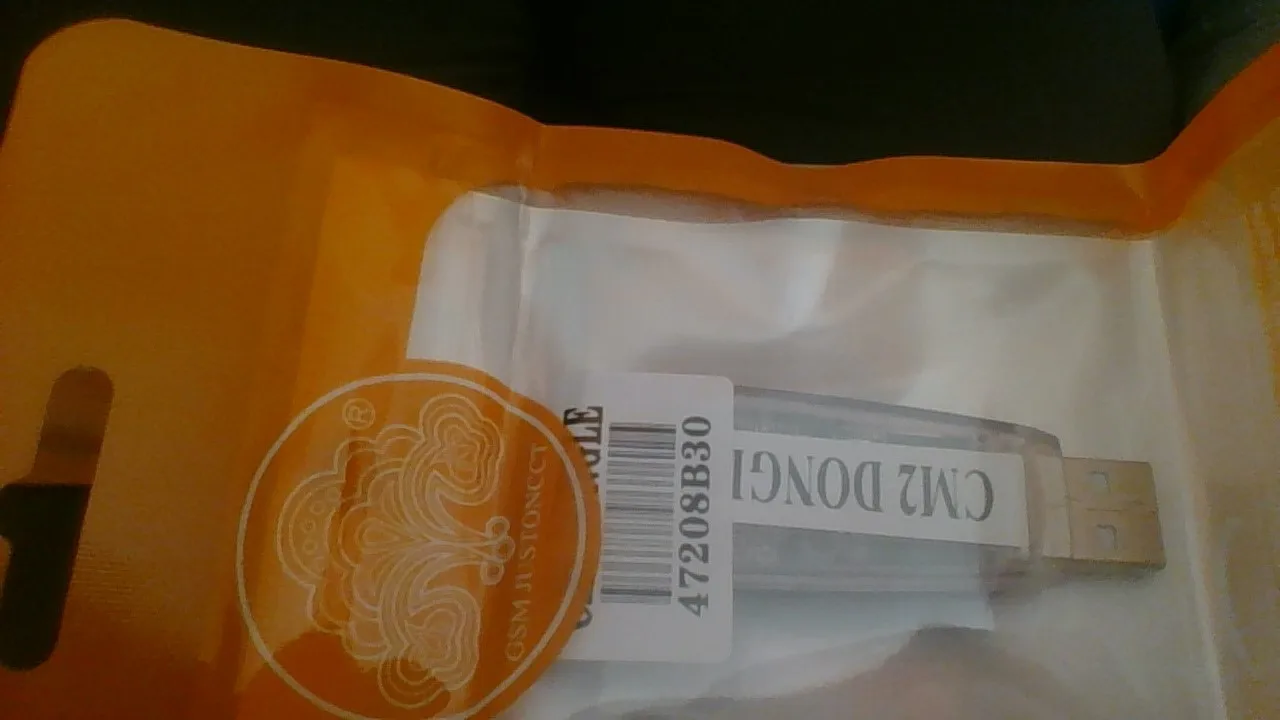 GSM JUSTONCCT
®
47208B30
CM2 DONGL